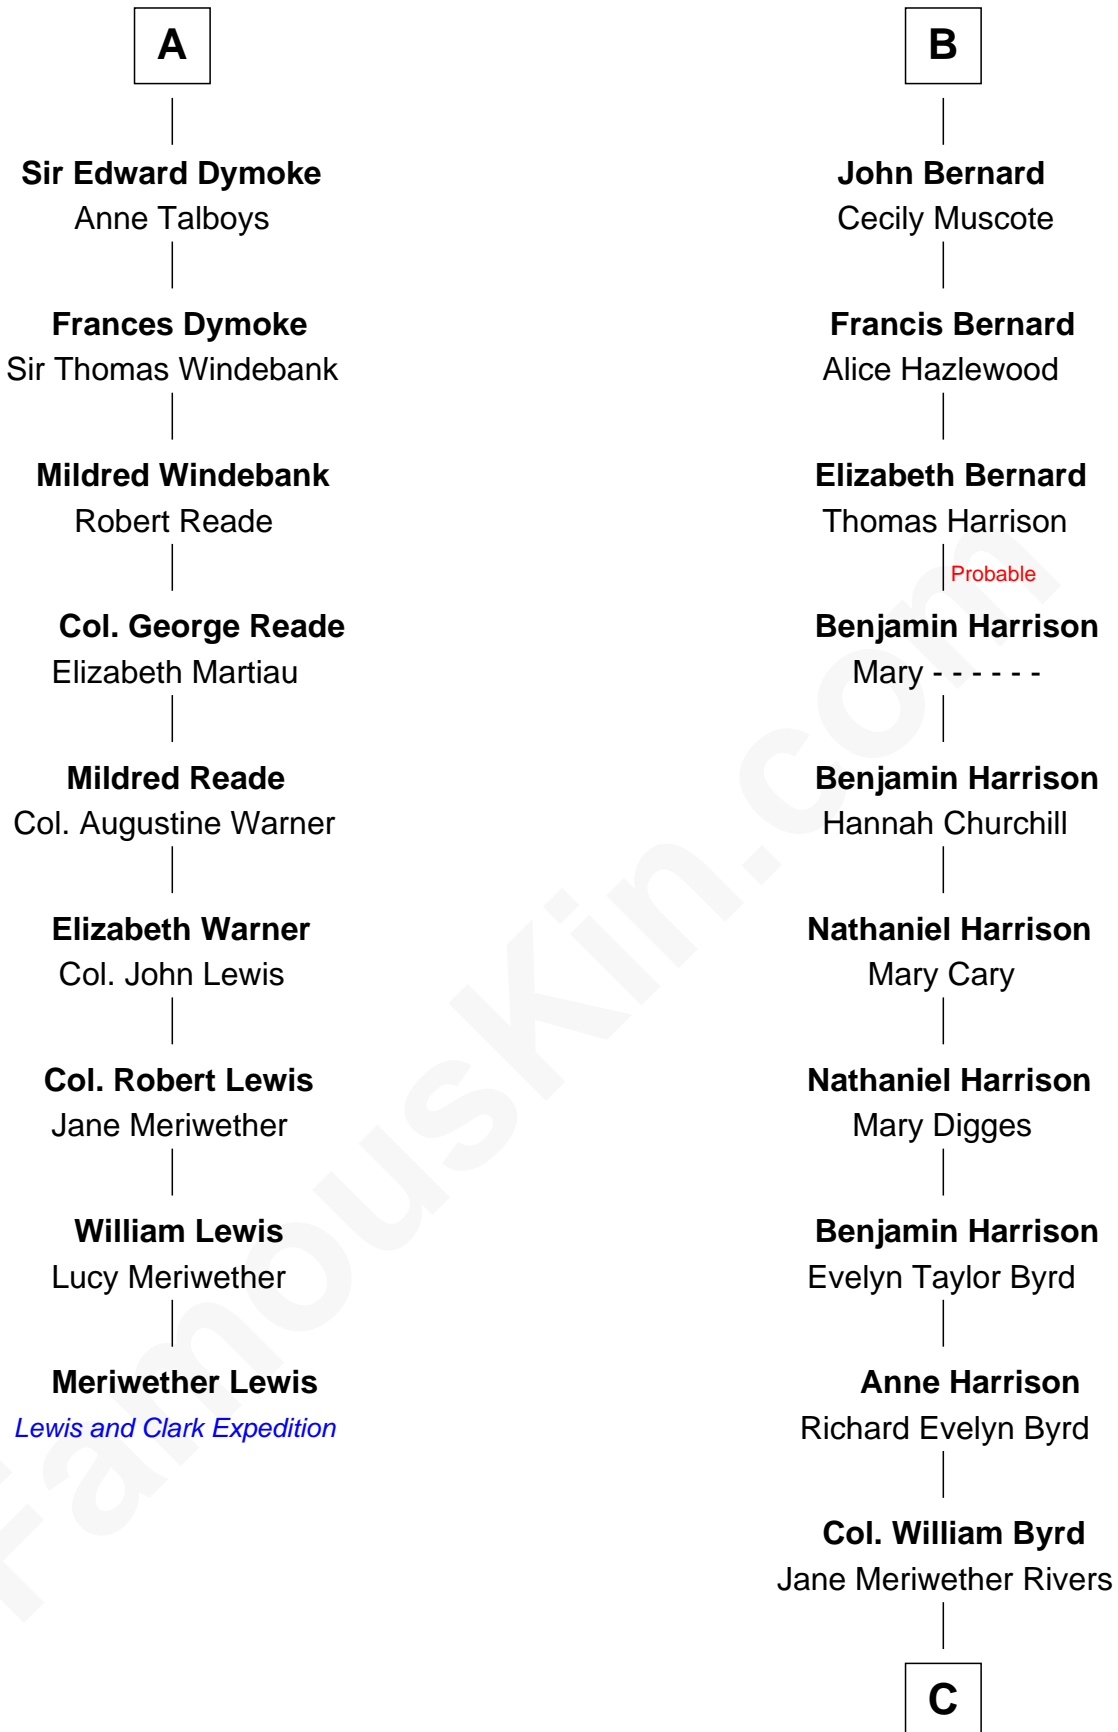 A
Sir Edward Dymoke
Anne Talboys
Frances Dymoke
Sir Thomas Windebank
Mildred Windebank
Robert Reade
Col. George Reade
Elizabeth Martiau
Mildred Reade
Col. Augustine Warner
Elizabeth Warner
Col. John Lewis
Col. Robert Lewis
Jane Meriwether
William Lewis
Lucy Meriwether
Meriwether Lewis
Lewis and Clark Expedition
B
John Bernard
Cecily Muscote
Francis Bernard
Alice Hazlewood
Elizabeth Bernard
Thomas Harrison
Probable
Benjamin Harrison
Mary - - - - - -
Benjamin Harrison
Hannah Churchill
Nathaniel Harrison
Mary Cary
Nathaniel Harrison
Mary Digges
Benjamin Harrison
Evelyn Taylor Byrd
Anne Harrison
Richard Evelyn Byrd
Col. William Byrd
Jane Meriwether Rivers
C
FamousKin.com